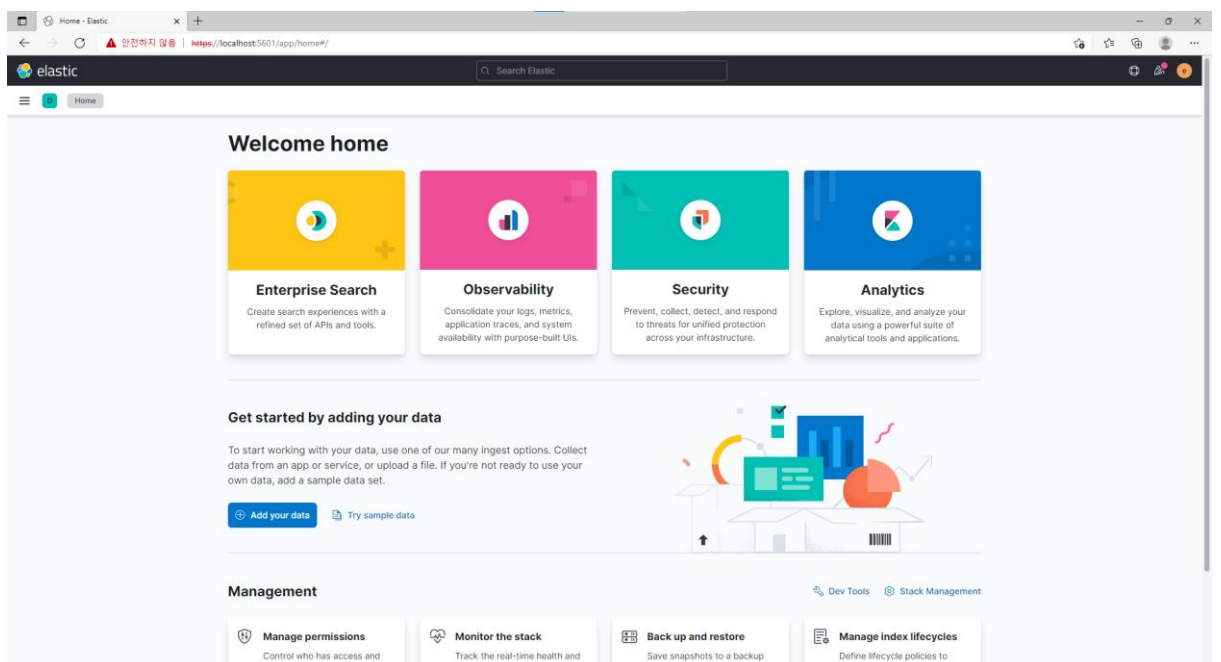 Home - Elastic
안전하지 않음 | https://localhost:5601/app/home#/
elastic
Search Elastic
e
D
Home
Welcome home
Enterprise Search
Create search experiences with a
refined set of APIs and tools.
Observability
Consolidate your logs, metrics,
application traces, and system
availability with purpose-built UIs.
Security
Prevent, collect, detect, and respond
to threats for unified protection
across your infrastructure.
Analytics
Explore, visualize, and analyze your
data using a powerful suite of
analytical tools and applications.
Get started by adding your data
To start working with your data, use one of our many ingest options. Collect
data from an app or service, or upload a file. If you're not ready to use your
own data, add a sample data set.
Add your data
Try sample data
Management
Dev Tools
Stack Management
Manage permissions
Control who has access and
Monitor the stack
Track the real-time health and
Back up and restore
Save snapshots to a backup
Manage index lifecycles
Define lifecycle policies to